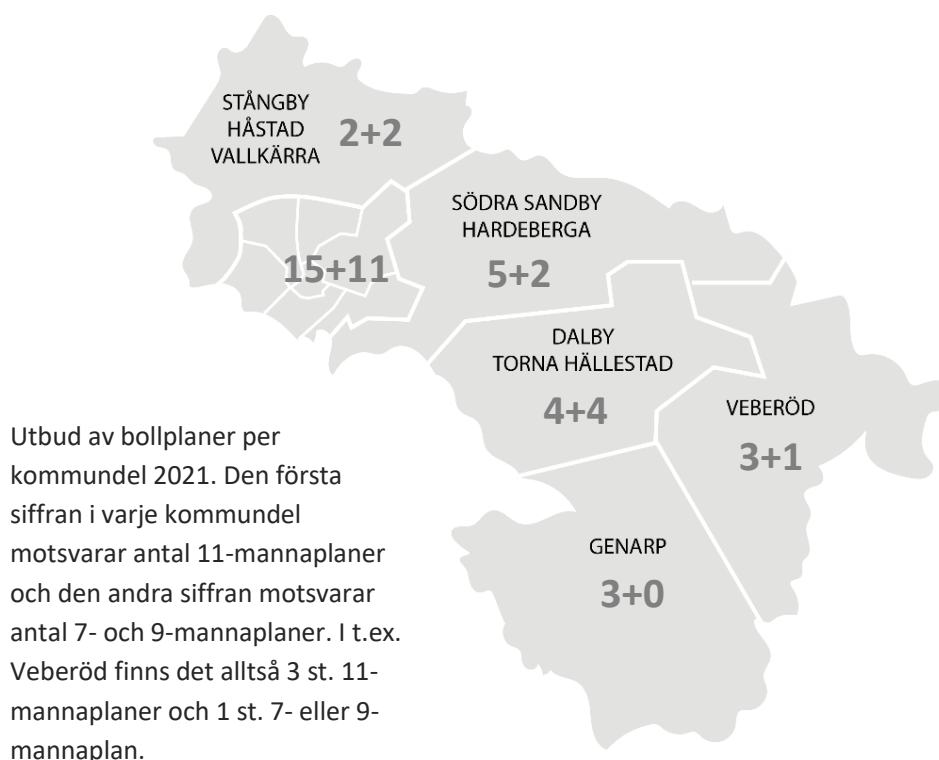 STÅNGBY
HÅSTAD
VALLKÄRRA
2+2
SÖDRA SANDBY
HARDEBERGA
5+2
15+11
DALBY
TORNA HÄLLESTAD
4+4
VEBERÖD
3+1
GENARP
3+0
Utbud av bollplaner per
kommundel 2021. Den första
siffran i varje kommundel
motsvarar antal 11-mannaplaner
och den andra siffran motsvarar
antal 7- och 9-mannaplaner. I t.ex.
Veberöd finns det alltså 3 st. 11-
mannaplaner och 1 st. 7- eller 9-
mannaplan.